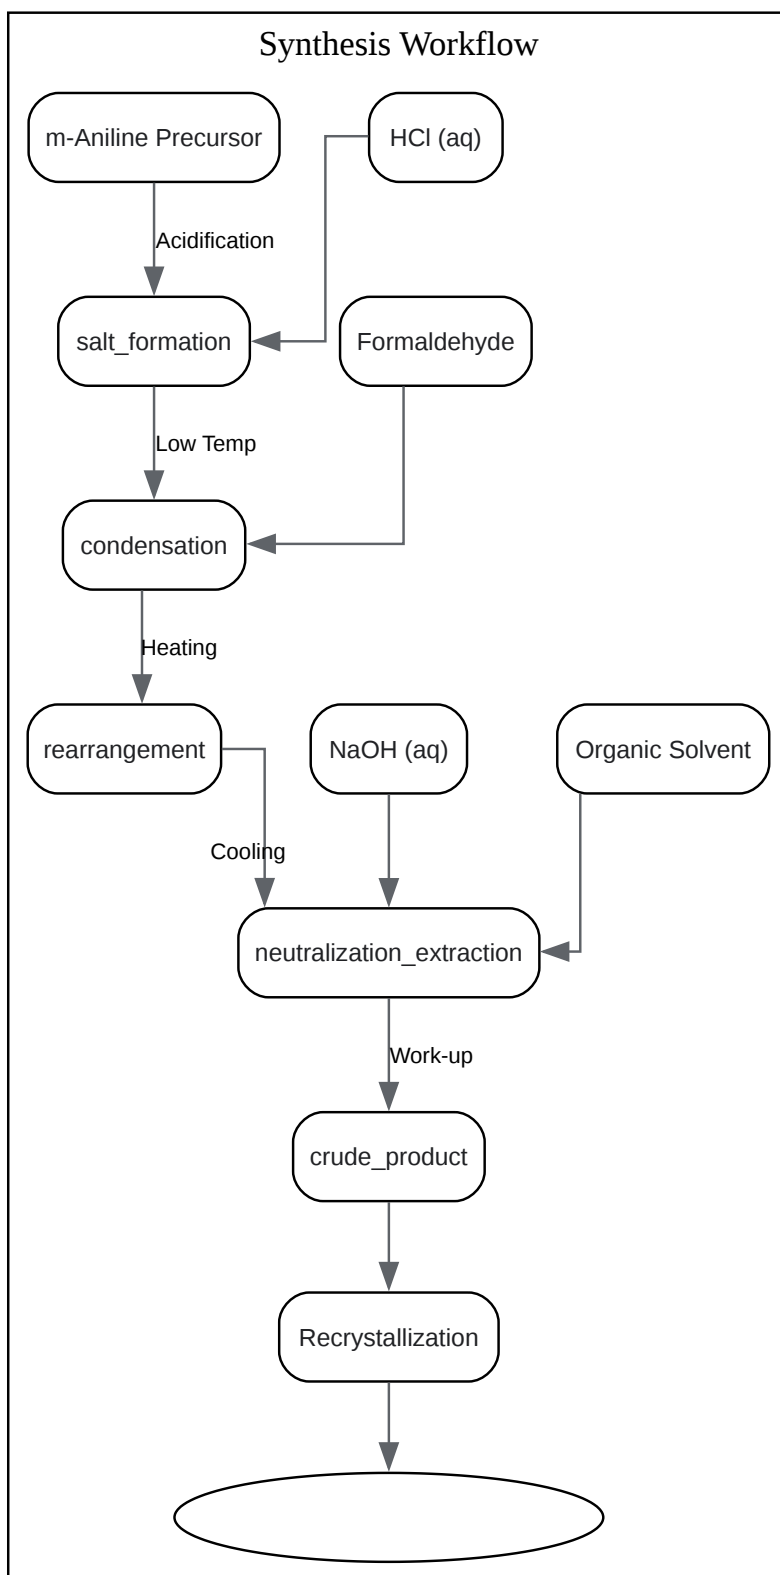 Synthesis Workflow
m-Aniline Precursor
HCl (aq)
Acidification
salt_formation
Formaldehyde
Low Temp
condensation
Heating
rearrangement
NaOH (aq)
Organic Solvent
Cooling
neutralization_extraction
Work-up
crude_product
Recrystallization